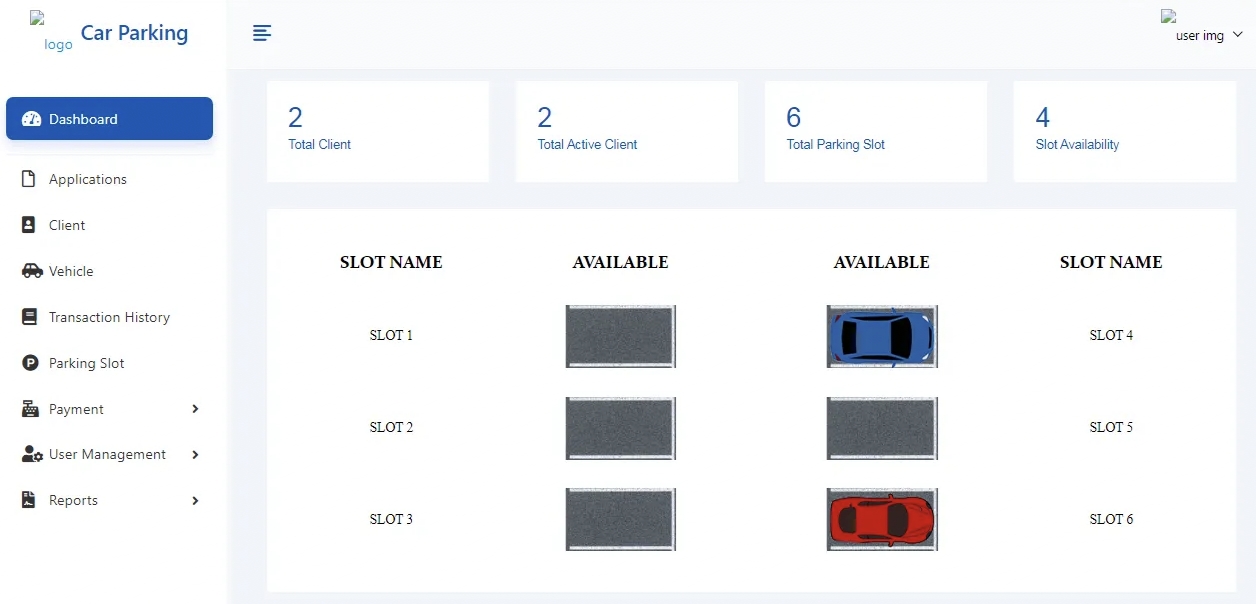 logo
Car Parking
user img
Dashboard
Applications
Client
Vehicle
Transaction History
Parking Slot
Payment
User Management
Reports
2
Total Client
2
Total Active Client
6
Total Parking Slot
4
Slot Availability
SLOT NAME AVAILABLE AVAILABLE SLOT NAME
SLOT 1 SLOT 4
SLOT 2 SLOT 5
SLOT 3 SLOT 6